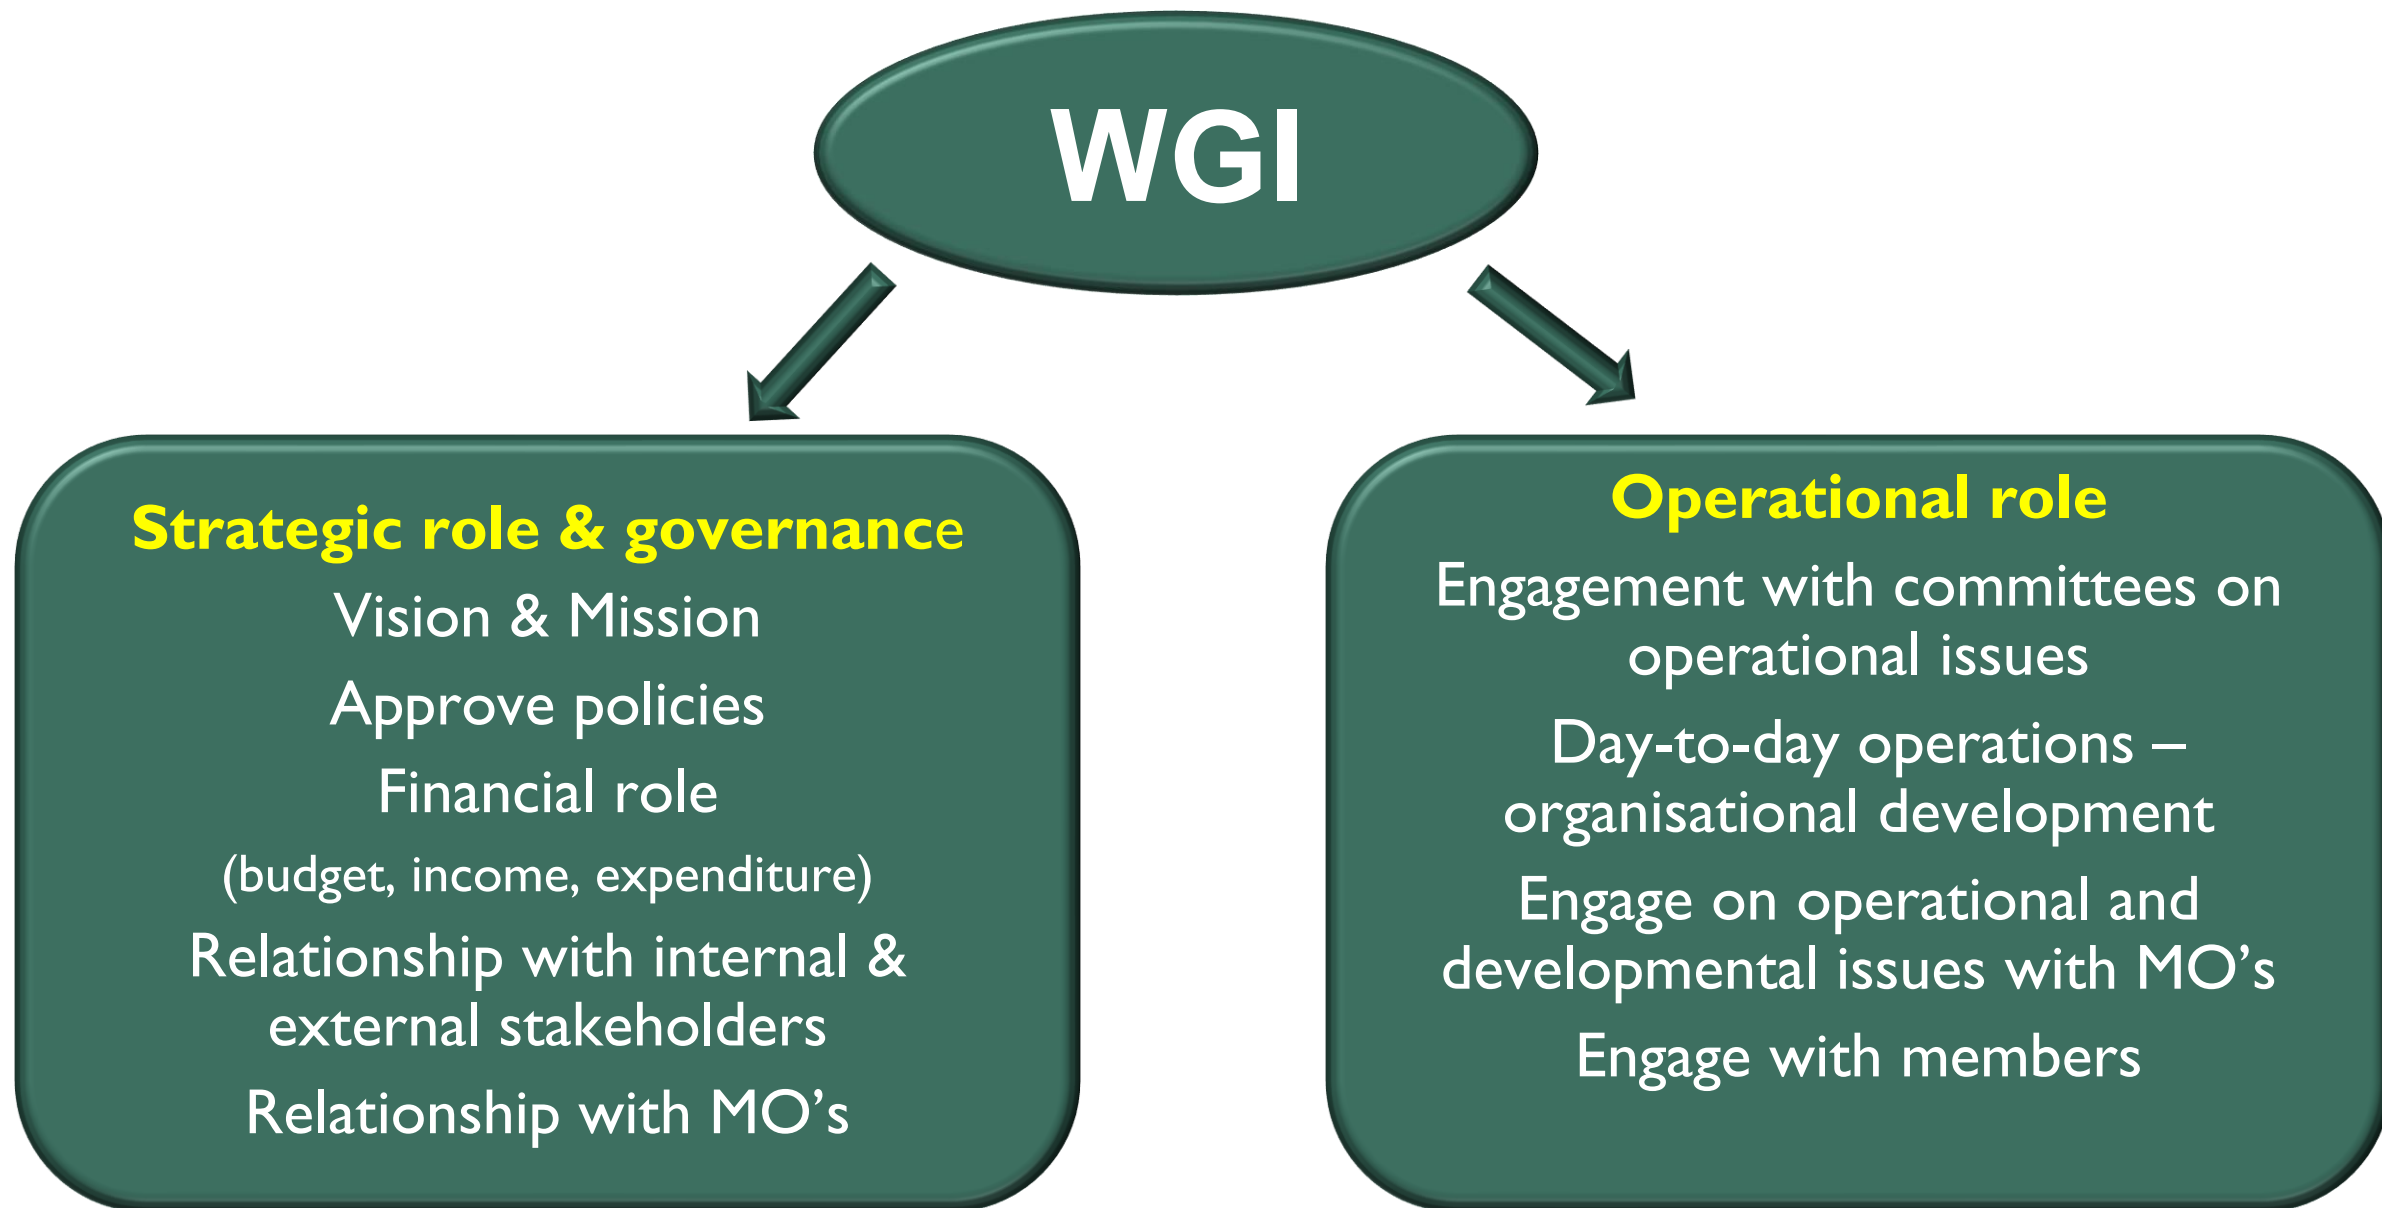 WGI
Strategic role & governance
Vision & Mission
Approve policies
Financial role
(budget, income, expenditure)
Relationship with internal &
external stakeholders
Relationship with MO’s
Operational role
Engagement with committees on
operational issues
Day-to-day operations –
organisational development
Engage on operational and
developmental issues with MO’s
Engage with members